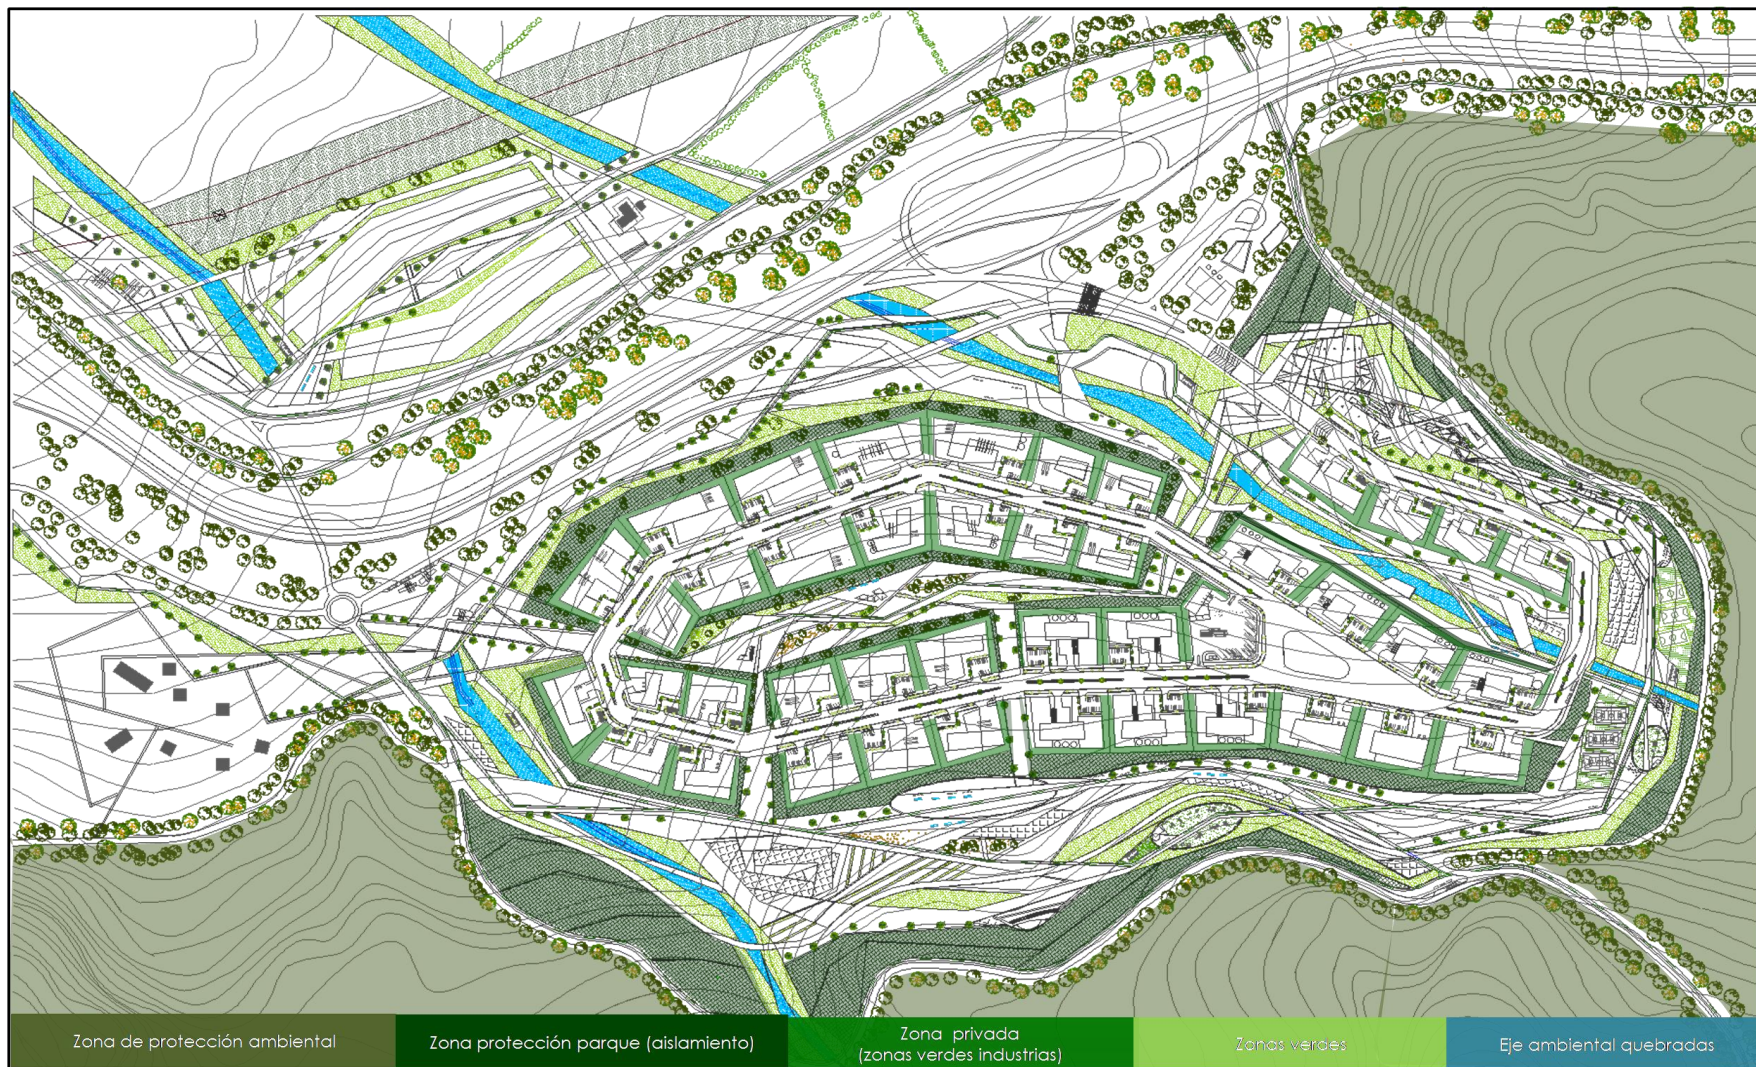 Zona de protección ambiental
Zona protección parque (aislamiento)
Zona privada
(zonas verdes industrias)
Zonas verdes
Eje ambiental quebradas